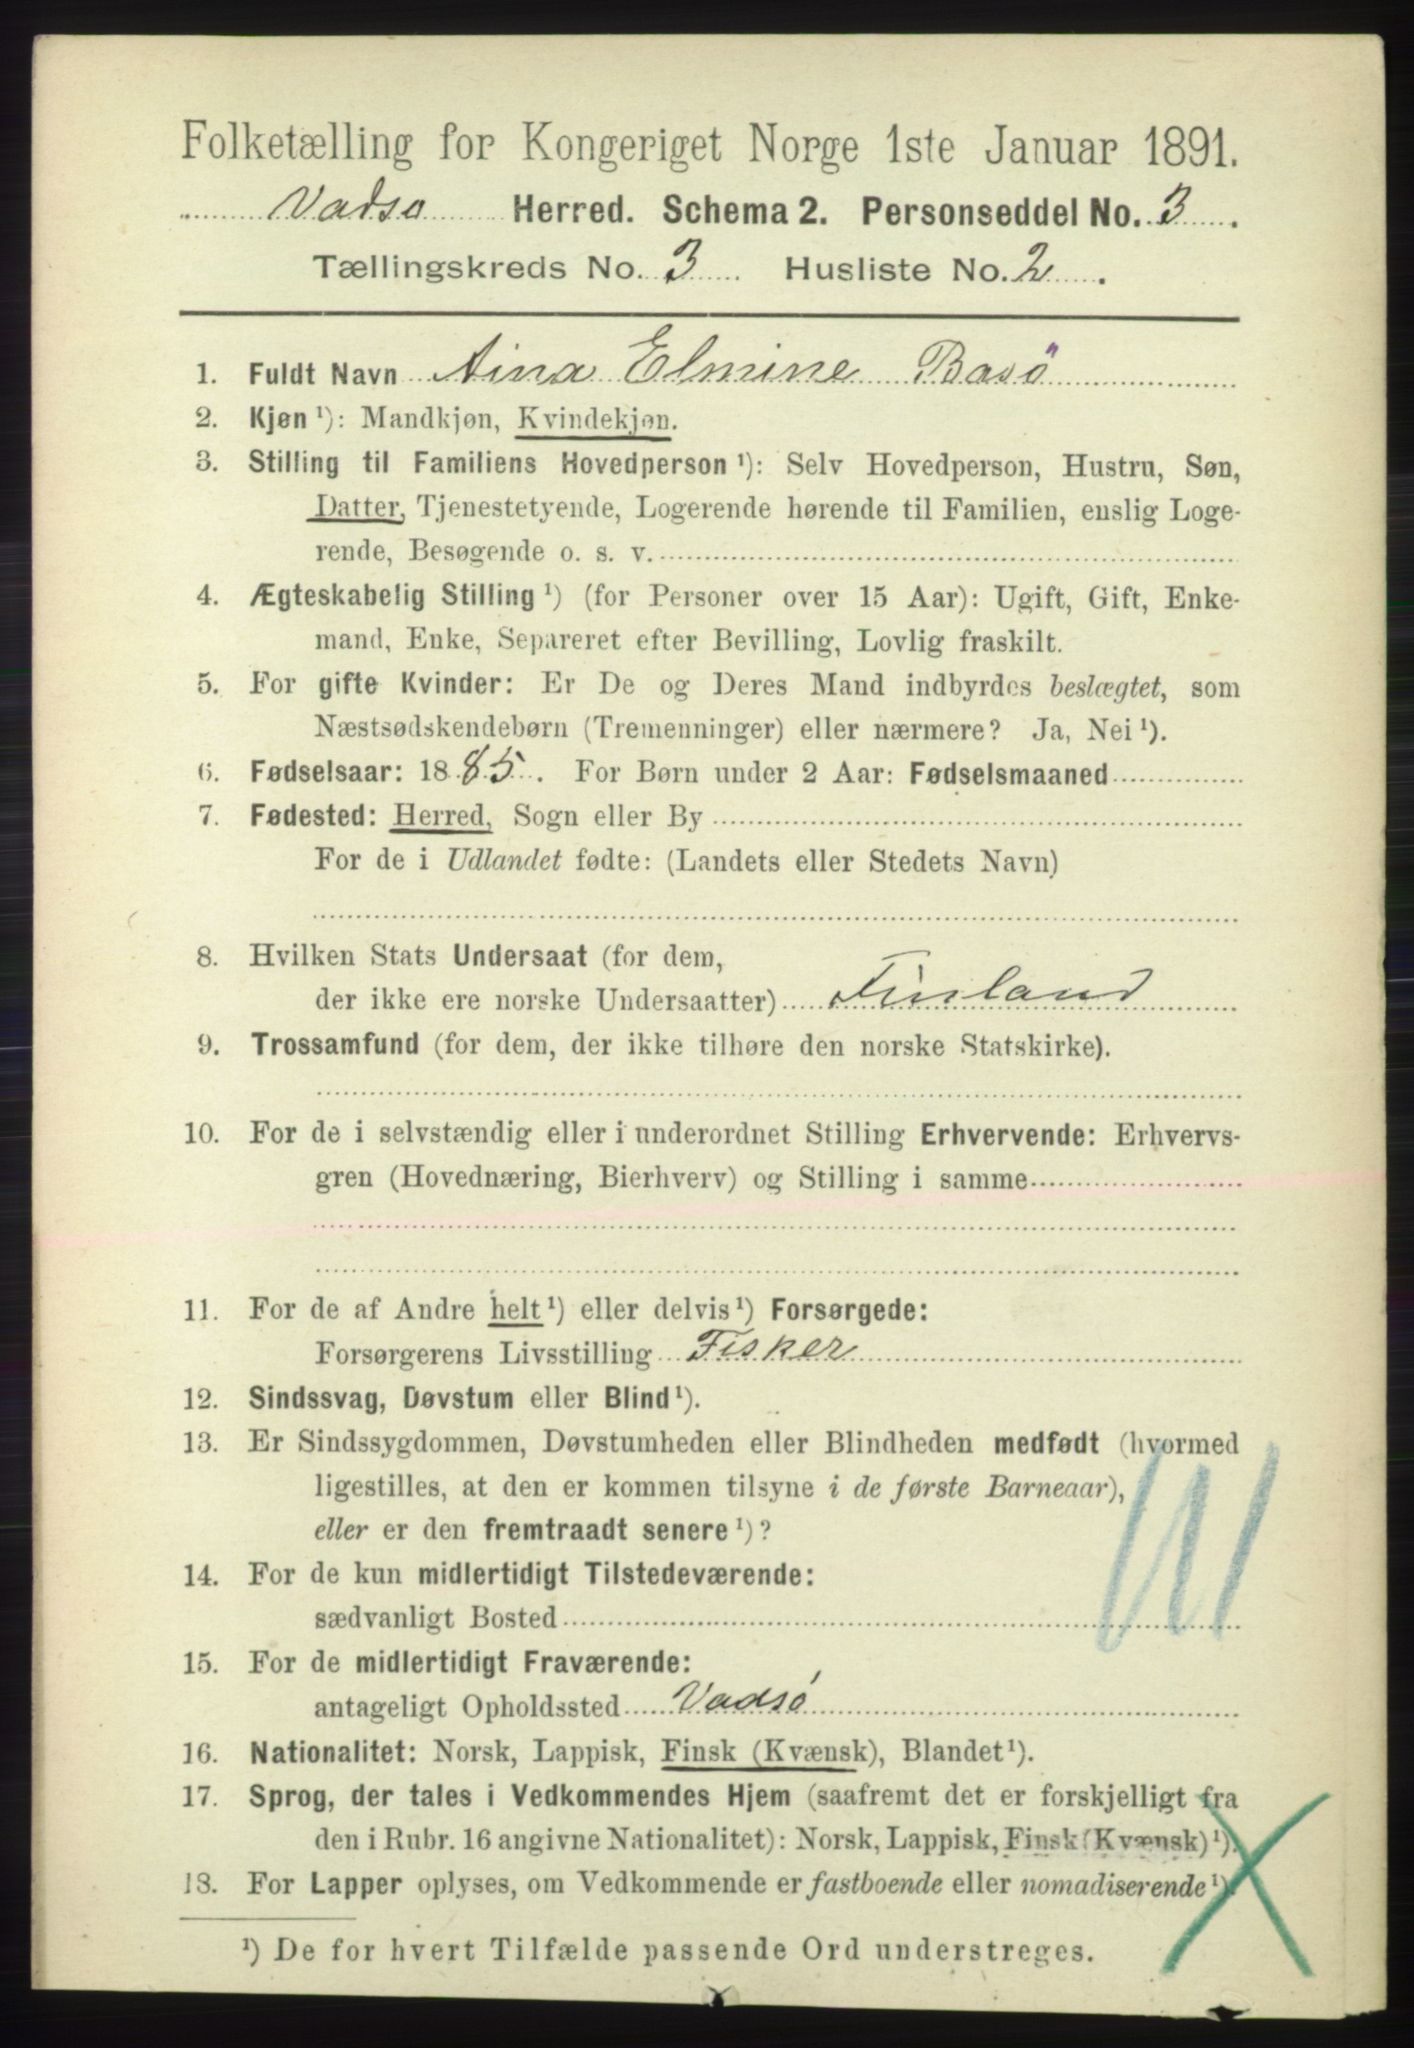 Folketælling for Kongeriget Norge 1ste Januar 1891.
Vadsø Herred. Schema 2. Personseddel No. 3.
Tællingskreds No. 3 Husliste No. 2.
1. Fuldt Navn Aina Elmine Basö
2. Kjøn ¹): Mandkjøn, Kvindekjøn.
3. Stilling til Familiens Hovedperson ¹): Selv Hovedperson, Hustru, Søn,
Datter, Tjenestetyende, Logerende hørende til Familien, enslig Loge-
rende, Besøgende o. s. v.
4. Ægteskabelig Stilling ¹) (for Personer over 15 Aar): Ugift, Gift, Enke-
mand, Enke, Separeret efter Bevilling, Lovlig fraskilt.
5. For gifte Kvinder: Er De og Deres Mand indbyrdes beslægtet, som
Næstsødskendebørn (Tremenninger) eller nærmere? Ja, Nei ¹).
6. Fødselsaar: 1885. For Børn under 2 Aar: Fødselsmaaned
7. Fødested: Herred, Sogn eller By
For de i Udlandet fødte: (Landets eller Stedets Navn)
8. Hvilken Stats Undersaat (for dem,
der ikke ere norske Undersaatter) Finland
9. Trossamfund (for dem, der ikke tilhøre den norske Statskirke).
10. For de i selvstændig eller i underordnet Stilling Erhvervende: Erhvervs-
gren (Hovednæring, Bierhverv) og Stilling i samme
11. For de af Andre helt ¹) eller delvis ¹) Forsørgede:
Forsørgerens Livsstilling Fisker
12. Sindssvag, Døvstum eller Blind ¹).
13. Er Sindssygdommen, Døvstumheden eller Blindheden medfødt (hvormed
ligestilles, at den er kommen tilsyne i de første Barneaar),
eller er den fremtraadt senere ¹)?
14. For de kun midlertidigt Tilstedeværende:
sædvanligt Bosted
15. For de midlertidigt Fraværende:
antageligt Opholdssted Vadsø
16. Nationalitet: Norsk, Lappisk, Finsk (Kvænsk), Blandet ¹).
17. Sprog, der tales i Vedkommendes Hjem (saafremt det er forskjelligt fra
den i Rubr. 16 angivne Nationalitet): Norsk, Lappisk, Finsk (Kvænsk) ¹).
18. For Lapper oplyses, om Vedkommende er fastboende eller nomadiserende ¹).
¹) De for hvert Tilfælde passende Ord understreges.